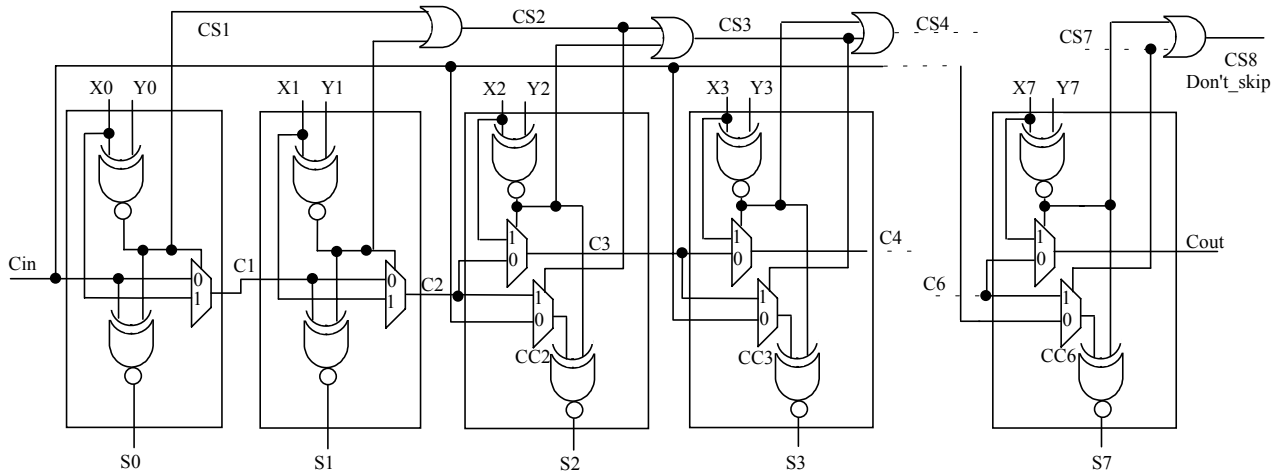 CS1
CS2
CS3
CS4
CS7
CS8
Don't_skip
X0 Y0
X1 Y1
X2 Y2
X3 Y3
X7 Y7
Cin
0
1
C1
0
1
C2
1
0
1
0
CC2
C3
1
0
1
0
CC3
C4
C6
1
0
1
0
CC6
Cout
S0
S1
S2
S3
S7